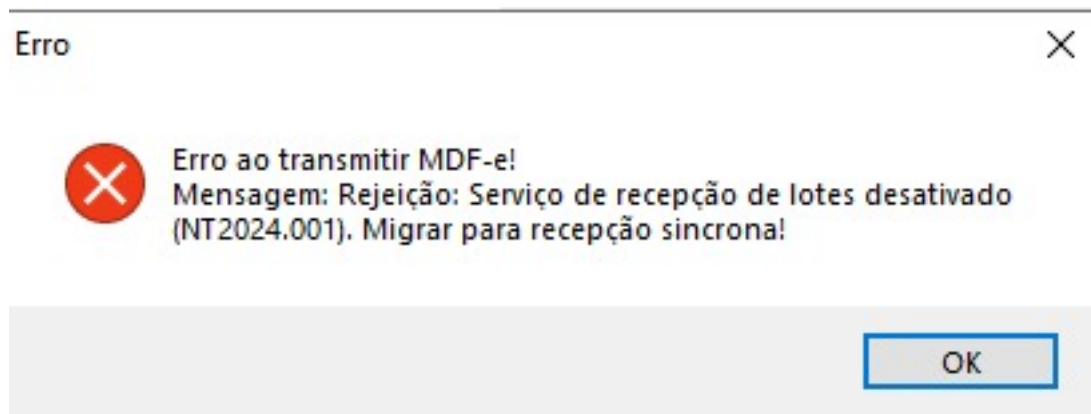 Erro
Erro ao transmitir MDF-e!
Mensagem: Rejeição: Serviço de recepção de lotes desativado
(NT2024.001). Migrar para recepção sincrona!
OK